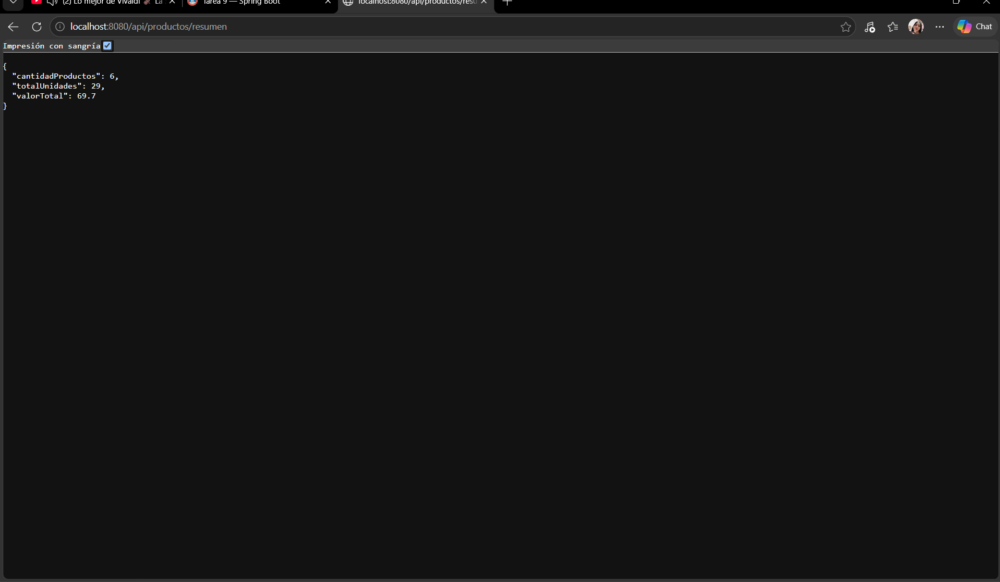 (2) Lo mejor de Vivaldi 🎻 La
Tarea 9 — Spring Boot
localhost:8080/api/productos/resu
localhost:8080/api/productos/resumen
Chat
Impresión con sangría
{
  "cantidadProductos": 6,
  "totalUnidades": 29,
  "valorTotal": 69.7
}